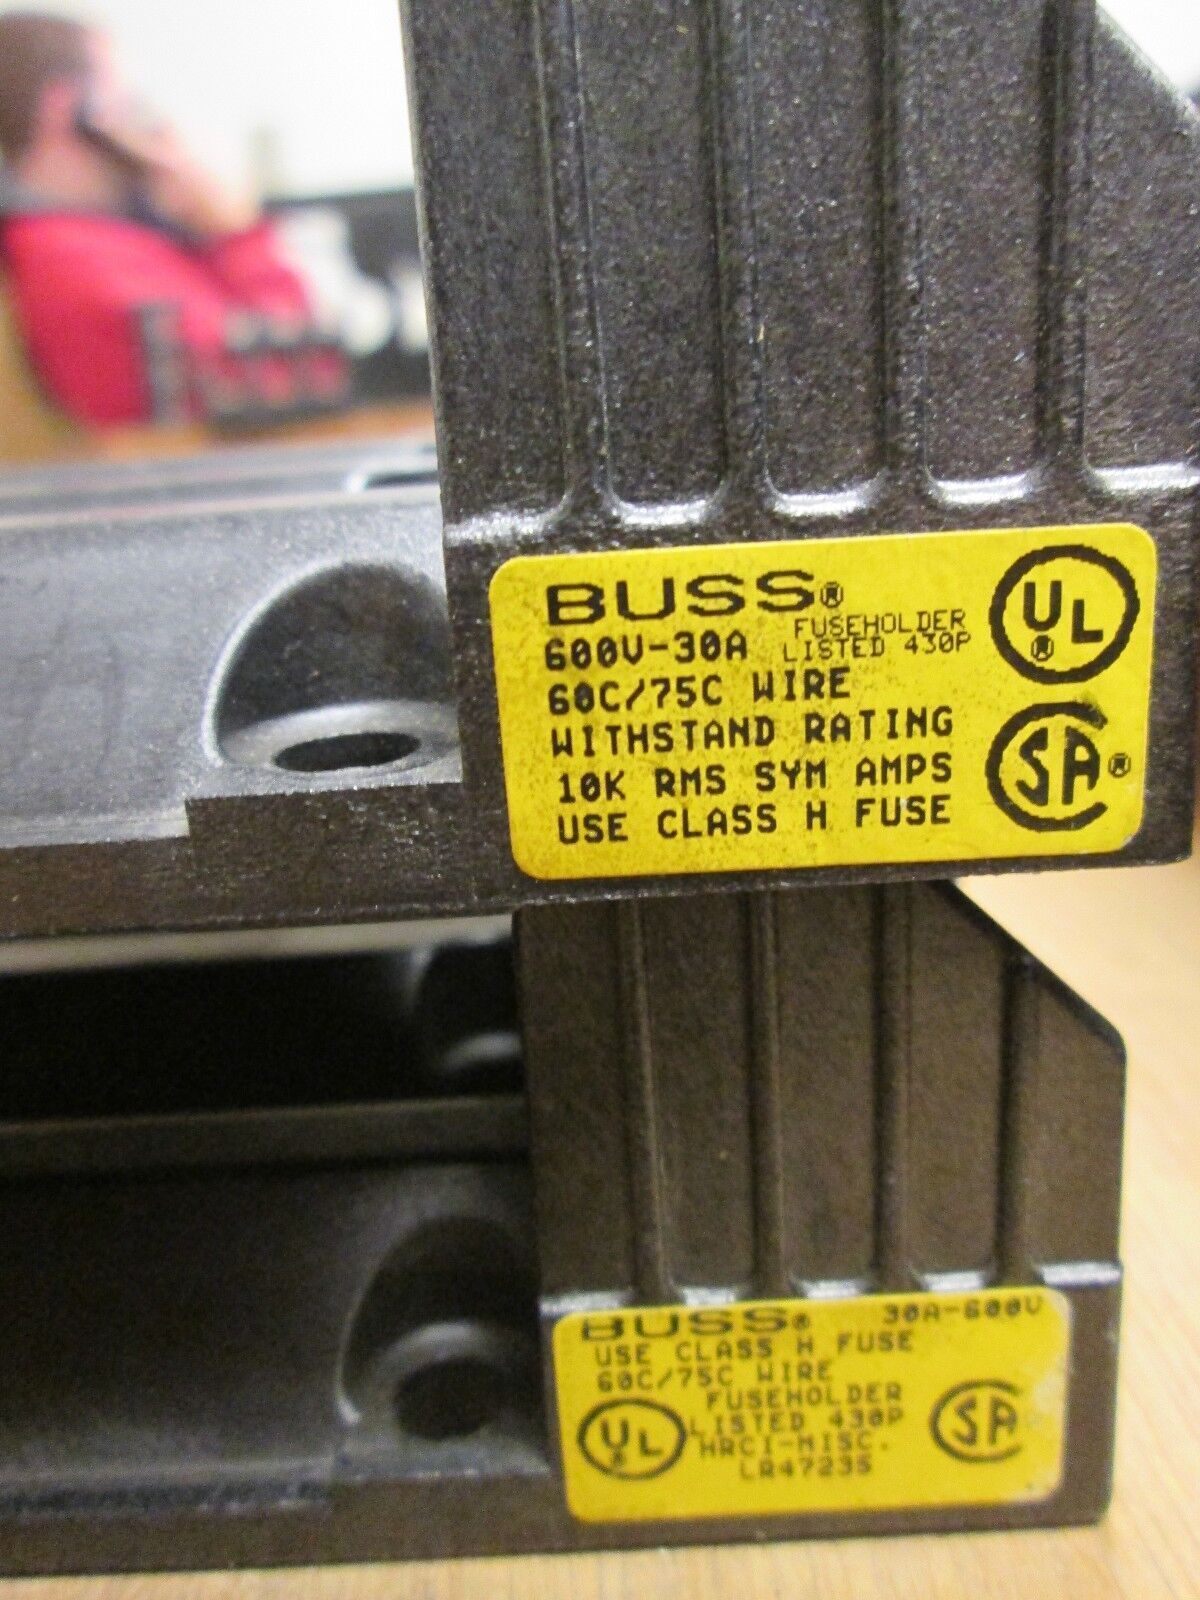 BUSS®
600V-30A FUSEHOLDER LISTED 430P
60C/75C WIRE
WITHSTAND RATING
10K RMS SYM AMPS
USE CLASS H FUSE
UL®
SA®
BUSS® 30A-600V
USE CLASS H FUSE
60C/75C WIRE
FUSEHOLDER
LISTED 430P
HRCI-MISC.
LR47235
UL®
SA